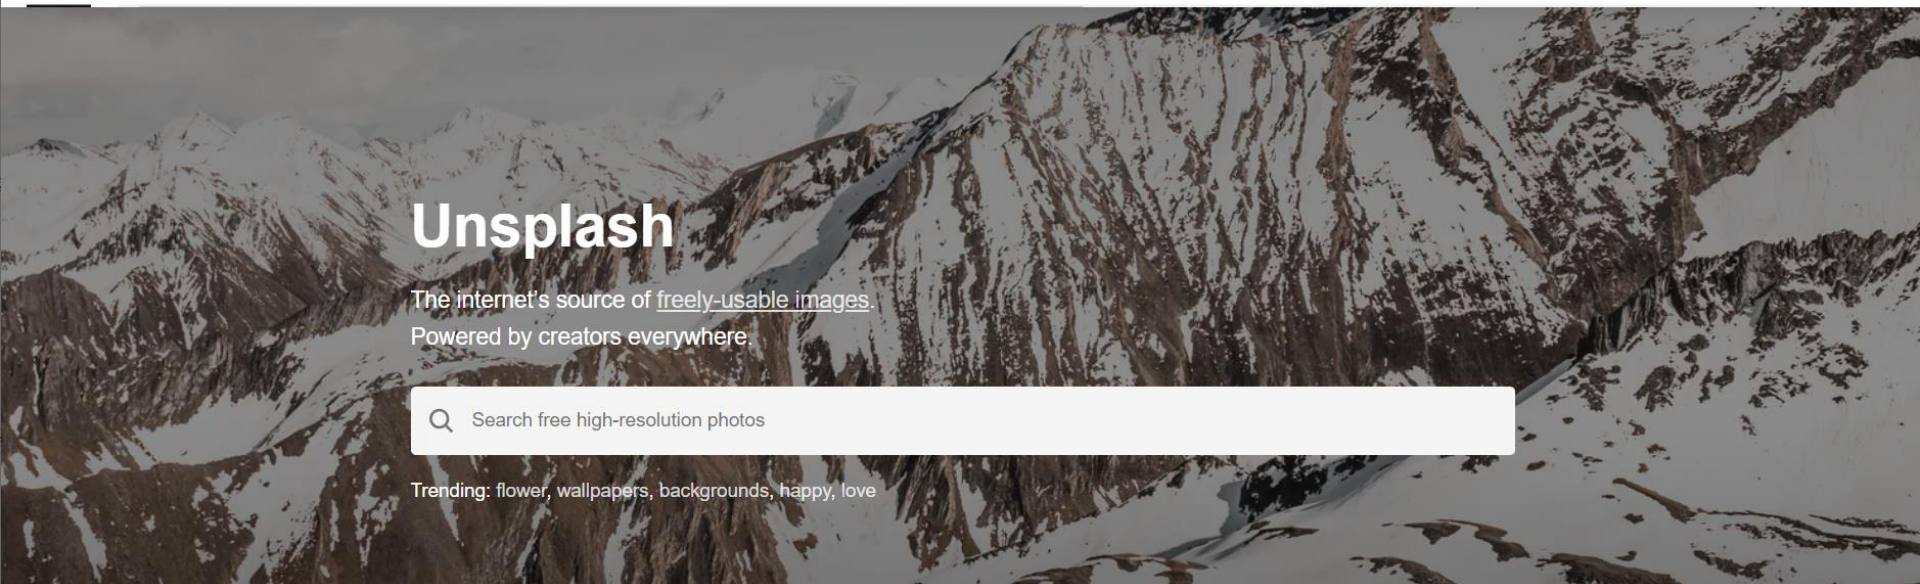 Unsplash
The internet's source of freely-usable images.
Powered by creators everywhere.
Search free high-resolution photos
Trending: flower, wallpapers, backgrounds, happy, love